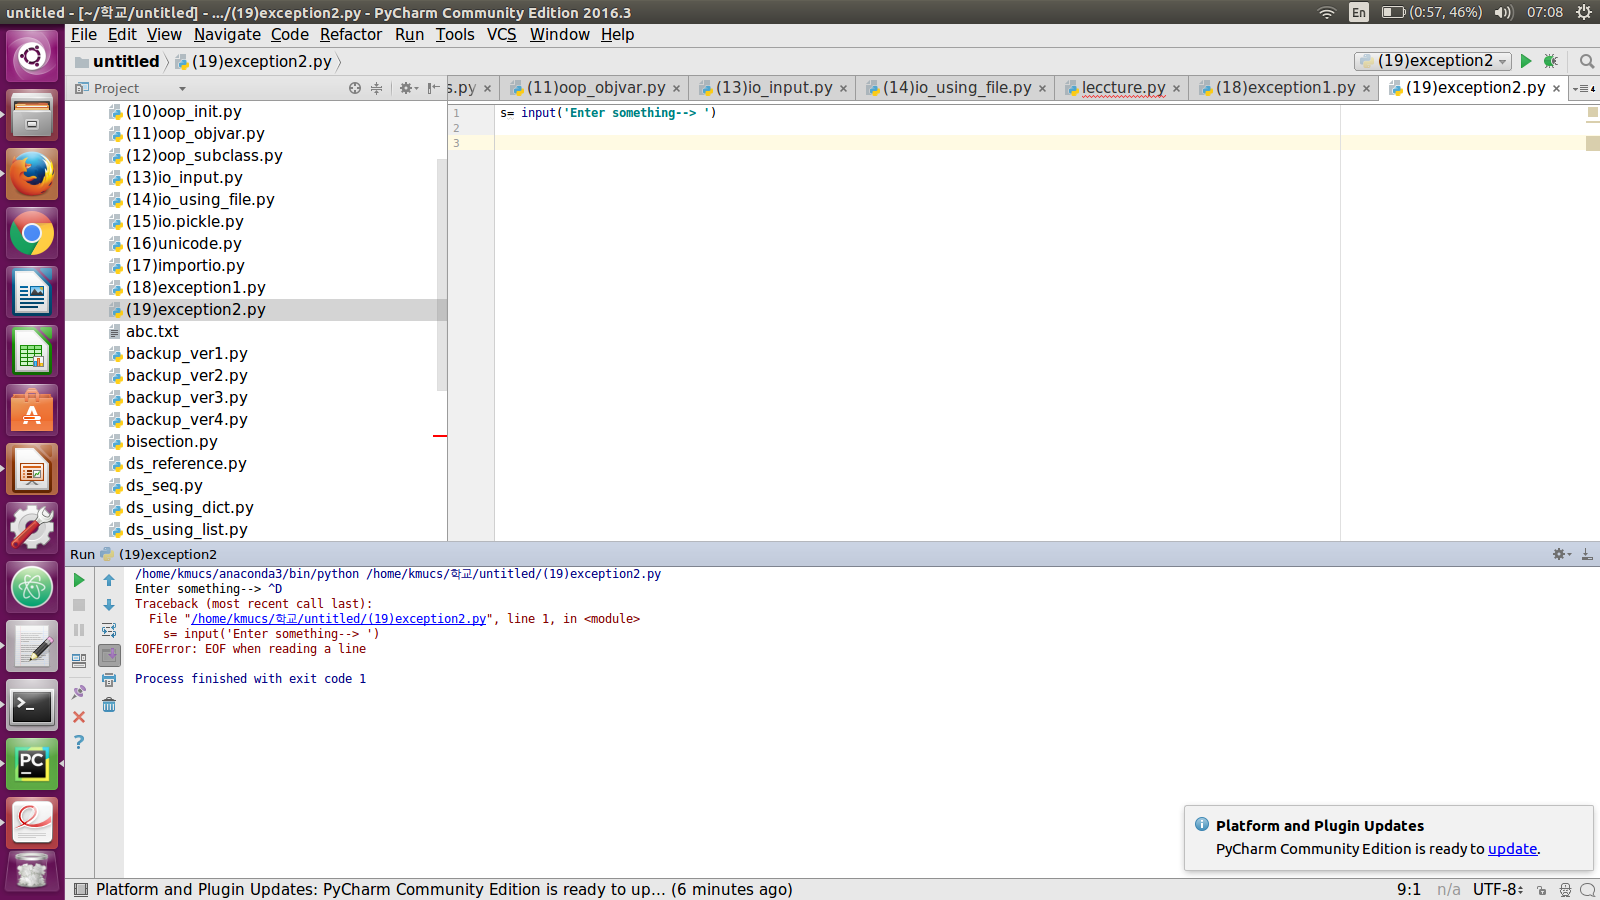 untitled - [~/학교/untitled] - .../(19)exception2.py - PyCharm Community Edition 2016.3
En (0:57, 46%) 07:08
File Edit View Navigate Code Refactor Run Tools VCS Window Help
untitled (19)exception2.py
(19)exception2
Project
s.py
(11)oop_objvar.py
(13)io_input.py
(14)io_using_file.py
leccture.py
(18)exception1.py
(19)exception2.py
4
(10)oop_init.py
(11)oop_objvar.py
(12)oop_subclass.py
(13)io_input.py
(14)io_using_file.py
(15)io.pickle.py
(16)unicode.py
(17)importio.py
(18)exception1.py
(19)exception2.py
abc.txt
backup_ver1.py
backup_ver2.py
backup_ver3.py
backup_ver4.py
bisection.py
ds_reference.py
ds_seq.py
ds_using_dict.py
ds_using_list.py
1 s= input('Enter something--> ')
2
3
Run (19)exception2
/home/kmucs/anaconda3/bin/python /home/kmucs/학교/untitled/(19)exception2.py
Enter something--> ^D
Traceback (most recent call last):
File "/home/kmucs/학교/untitled/(19)exception2.py", line 1, in <module>
s= input('Enter something--> ')
EOFError: EOF when reading a line
Process finished with exit code 1
PC
Platform and Plugin Updates
PyCharm Community Edition is ready to update.
Platform and Plugin Updates: PyCharm Community Edition is ready to up... (6 minutes ago)
9:1 n/a UTF-8